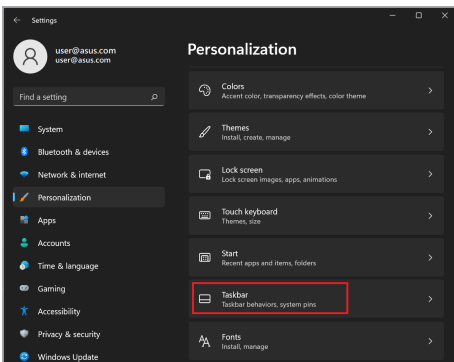 Settings
user@asus.com
user@asus.com
Find a setting
System
Bluetooth & devices
Network & internet
Personalization
Apps
Accounts
Time & language
Gaming
Accessibility
Privacy & security
Windows Update
Personalization
Colors
Accent color, transparency effects, color theme
Themes
Install, create, manage
Lock screen
Lock screen images, apps, animations
Touch keyboard
Themes, size
Start
Recent apps and items, folders
Taskbar
Taskbar behaviors, system pins
Fonts
Install, manage